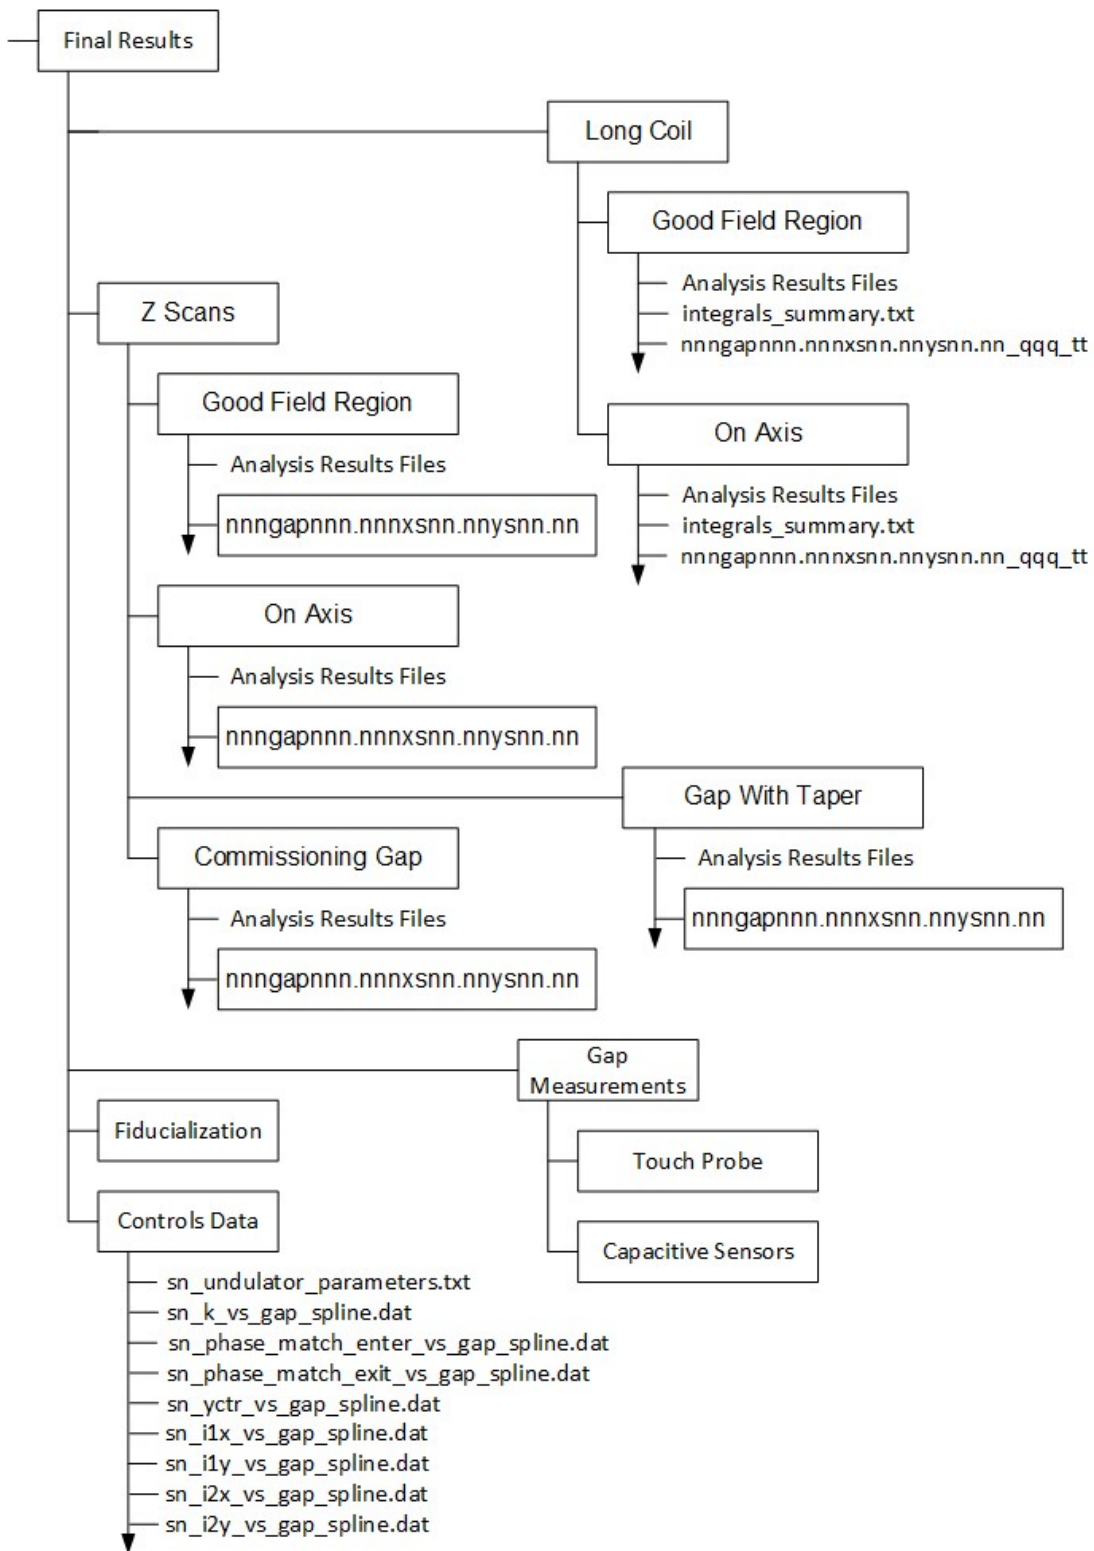 Final Results
Long Coil
Good Field Region
Analysis Results Files
integrals_summary.txt
nnngapnnn.nnnxsnn.nnysnn.nn_qqq_tt
On Axis
Analysis Results Files
integrals_summary.txt
nnngapnnn.nnnxsnn.nnysnn.nn_qqq_tt
Z Scans
Good Field Region
Analysis Results Files
nnngapnnn.nnnxsnn.nnysnn.nn
On Axis
Analysis Results Files
nnngapnnn.nnnxsnn.nnysnn.nn
Gap With Taper
Analysis Results Files
nnngapnnn.nnnxsnn.nnysnn.nn
Commissioning Gap
Analysis Results Files
nnngapnnn.nnnxsnn.nnysnn.nn
Gap
Measurements
Touch Probe
Capacitive Sensors
Fiducialization
Controls Data
sn_undulator_parameters.txt
sn_k_vs_gap_spline.dat
sn_phase_match_enter_vs_gap_spline.dat
sn_phase_match_exit_vs_gap_spline.dat
sn_yctr_vs_gap_spline.dat
sn_i1x_vs_gap_spline.dat
sn_i1y_vs_gap_spline.dat
sn_i2x_vs_gap_spline.dat
sn_i2y_vs_gap_spline.dat